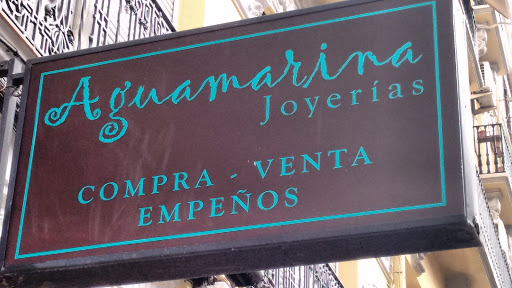 Aguamarina
Joyerías
COMPRA - VENTA
EMPEÑOS